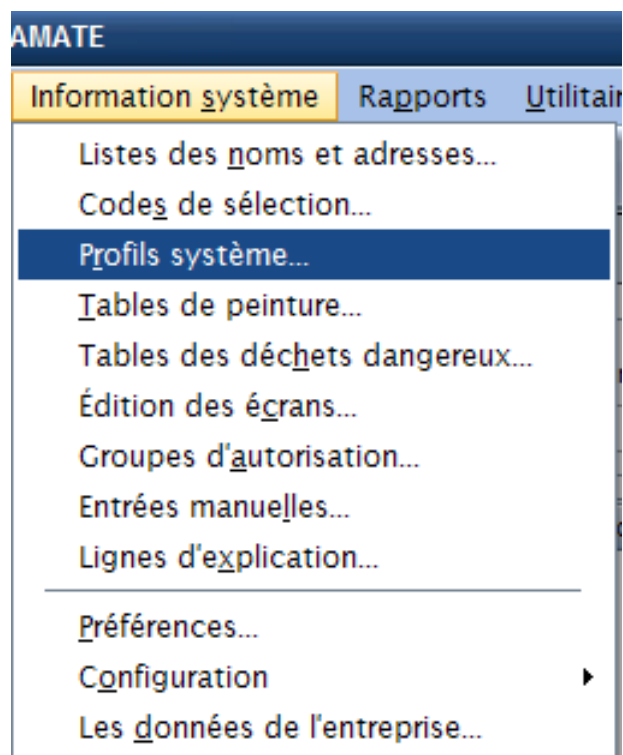 AMATE
Information système Rapports Utilitair
Listes des noms et adresses...
Codes de sélection...
Profils système...
Tables de peinture...
Tables des déchets dangereux...
Édition des écrans...
Groupes d'autorisation...
Entrées manuelles...
Lignes d'explication...
Préférences...
Configuration
Les données de l'entreprise...